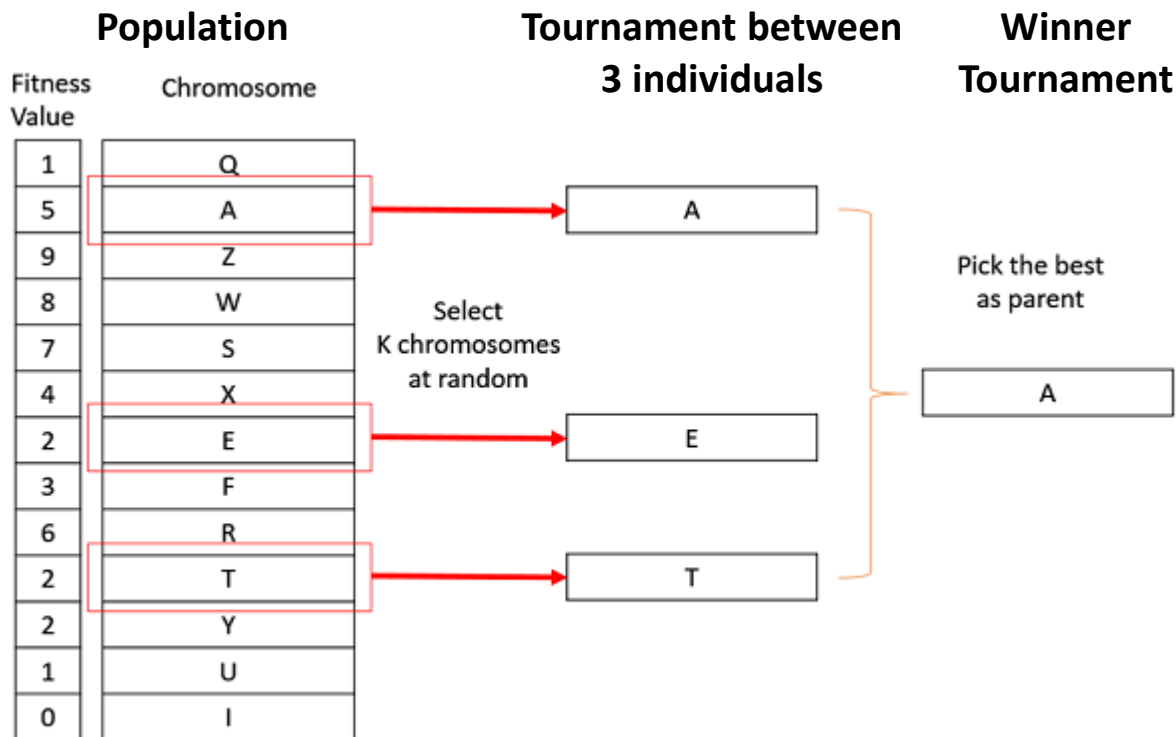 Population
Tournament between
3 individuals
Winner
Tournament
Fitness
Value
Chromosome
1 Q
5 A
9 Z
8 W
7 S
4 X
2 E
3 F
6 R
2 T
2 Y
1 U
0 I
Select
K chromosomes
at random
A
E
T
Pick the best
as parent
A